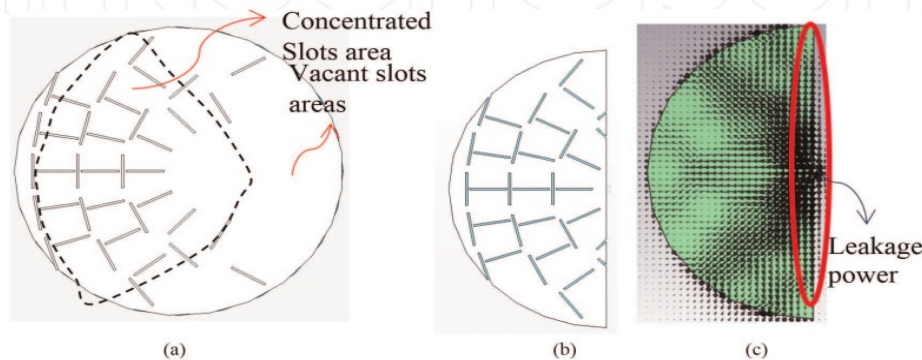 Concentrated
Slots area
Vacant slots
areas
Leakage
power
(a)
(b)
(c)